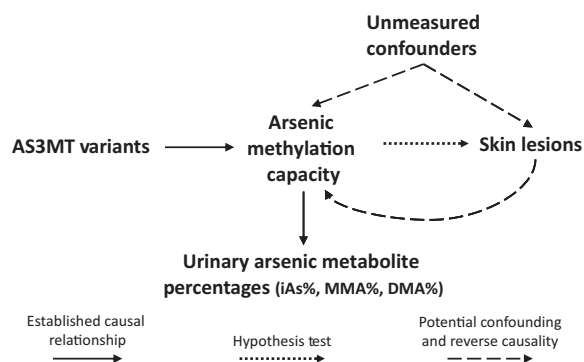 Unmeasured
confounders
AS3MT variants
Arsenic
methylation
capacity
Skin lesions
Urinary arsenic metabolite
percentages (iAs%, MMA%, DMA%)
Established causal
relationship
Hypothesis test
Potential confounding
and reverse causality